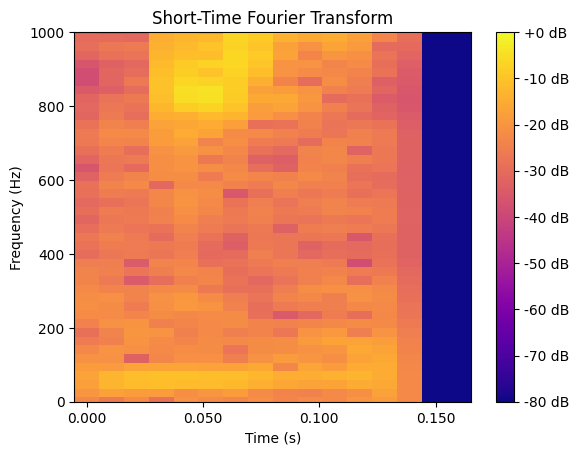 Short-Time Fourier Transform
1000
800
600
400
200
0
Frequency (Hz)
0.000
0.050
0.100
0.150
Time (s)
+0 dB
-10 dB
-20 dB
-30 dB
-40 dB
-50 dB
-60 dB
-70 dB
-80 dB